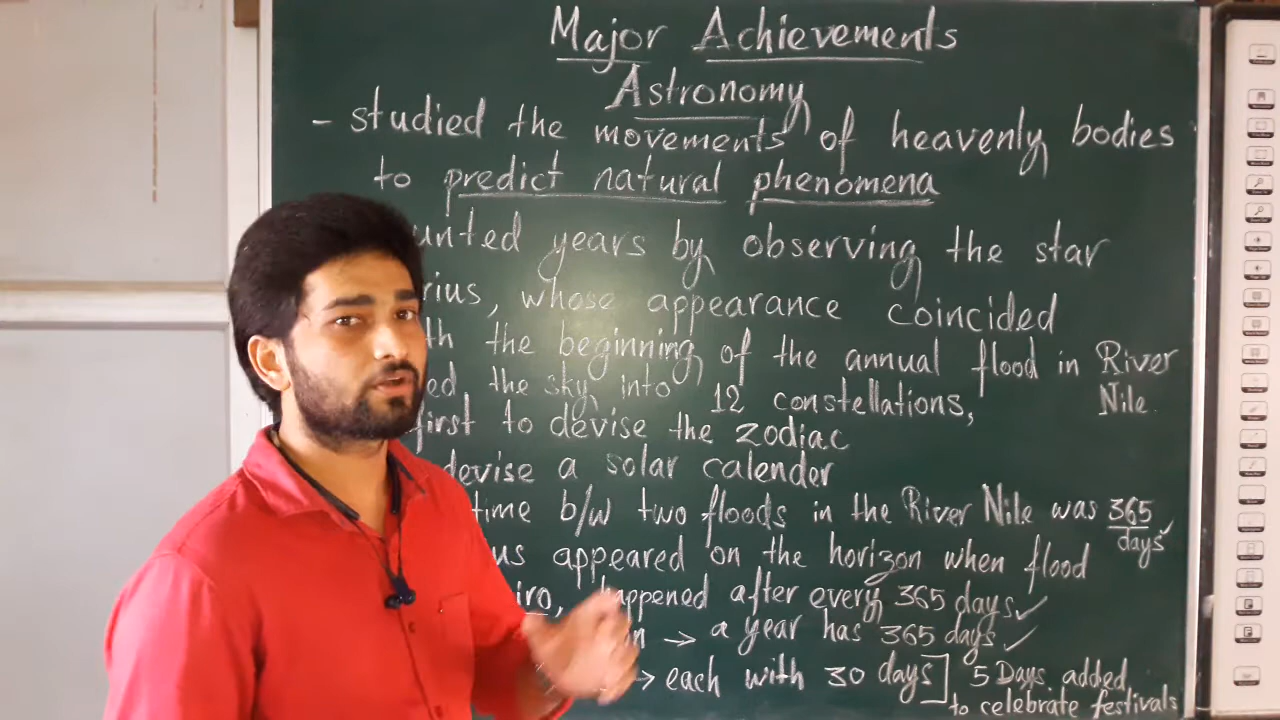 Major Achievements
Astronomy
- studied the movements of heavenly bodies
to predict natural phenomena
unted years by observing the star
rius, whose appearance coincided
th the beginning of the annual flood in River
Nile
ed the sky into 12 constellations,
first to devise the zodiac
devise a solar calender
time b/w two floods in the River Nile was 365
days ✓
us appeared on the horizon when flood
iro, happened after every 365 days ✓
n → a year has 365 days ✓
→ each with 30 days] 5 Days added
to celebrate festivals